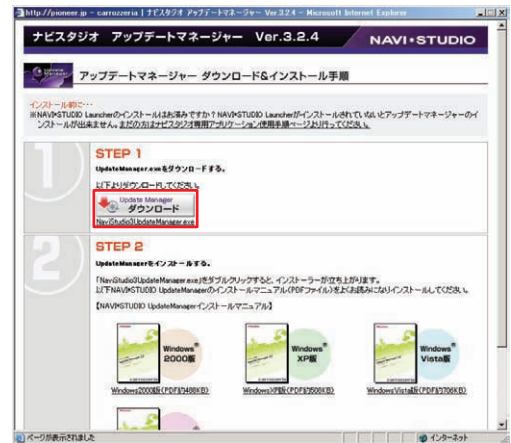 http://pioneer.jp - carrozzeria | ナビスタジオ アップデートマネージャー Ver.3.2.4 - Microsoft Internet Explorer
ナビスタジオ アップデートマネージャー Ver.3.2.4
NAVI•STUDIO
アップデートマネージャー ダウンロード&インストール手順
インストール前に…
※NAVI•STUDIO Launcherのインストールはお済みですか？NAVI•STUDIO Launcherがインストールされていないとアップデートマネージャーのイ
ンストールが出来ません。まだの方はナビスタジオ専用アプリケーション使用手順ページより行ってください。
1
STEP 1
UpdateManager.exeをダウンロードする。
以下よりダウンロードしてください。
Update Manager
ダウンロード
NaviStudio3UpdateManager.exe
2
STEP 2
UpdateManagerをインストールする。
「NaviStudio3UpdateManager.exe」をダブルクリックすると、インストーラーが立ち上がります。
以下NAVI•STUDIO UpdateManagerのインストールマニュアル(PDFファイル)をよくお読みになりインストールしてください。
【NAVI•STUDIO UpdateManagerインストールマニュアル】
Windows®
2000版
Windows®
XP版
Windows®
Vista版
Windows2000版(PDF約488KB)
WindowsXP版(PDF約506KB)
WindowsVista版(PDF約706KB)
ページが表示されました
インターネット